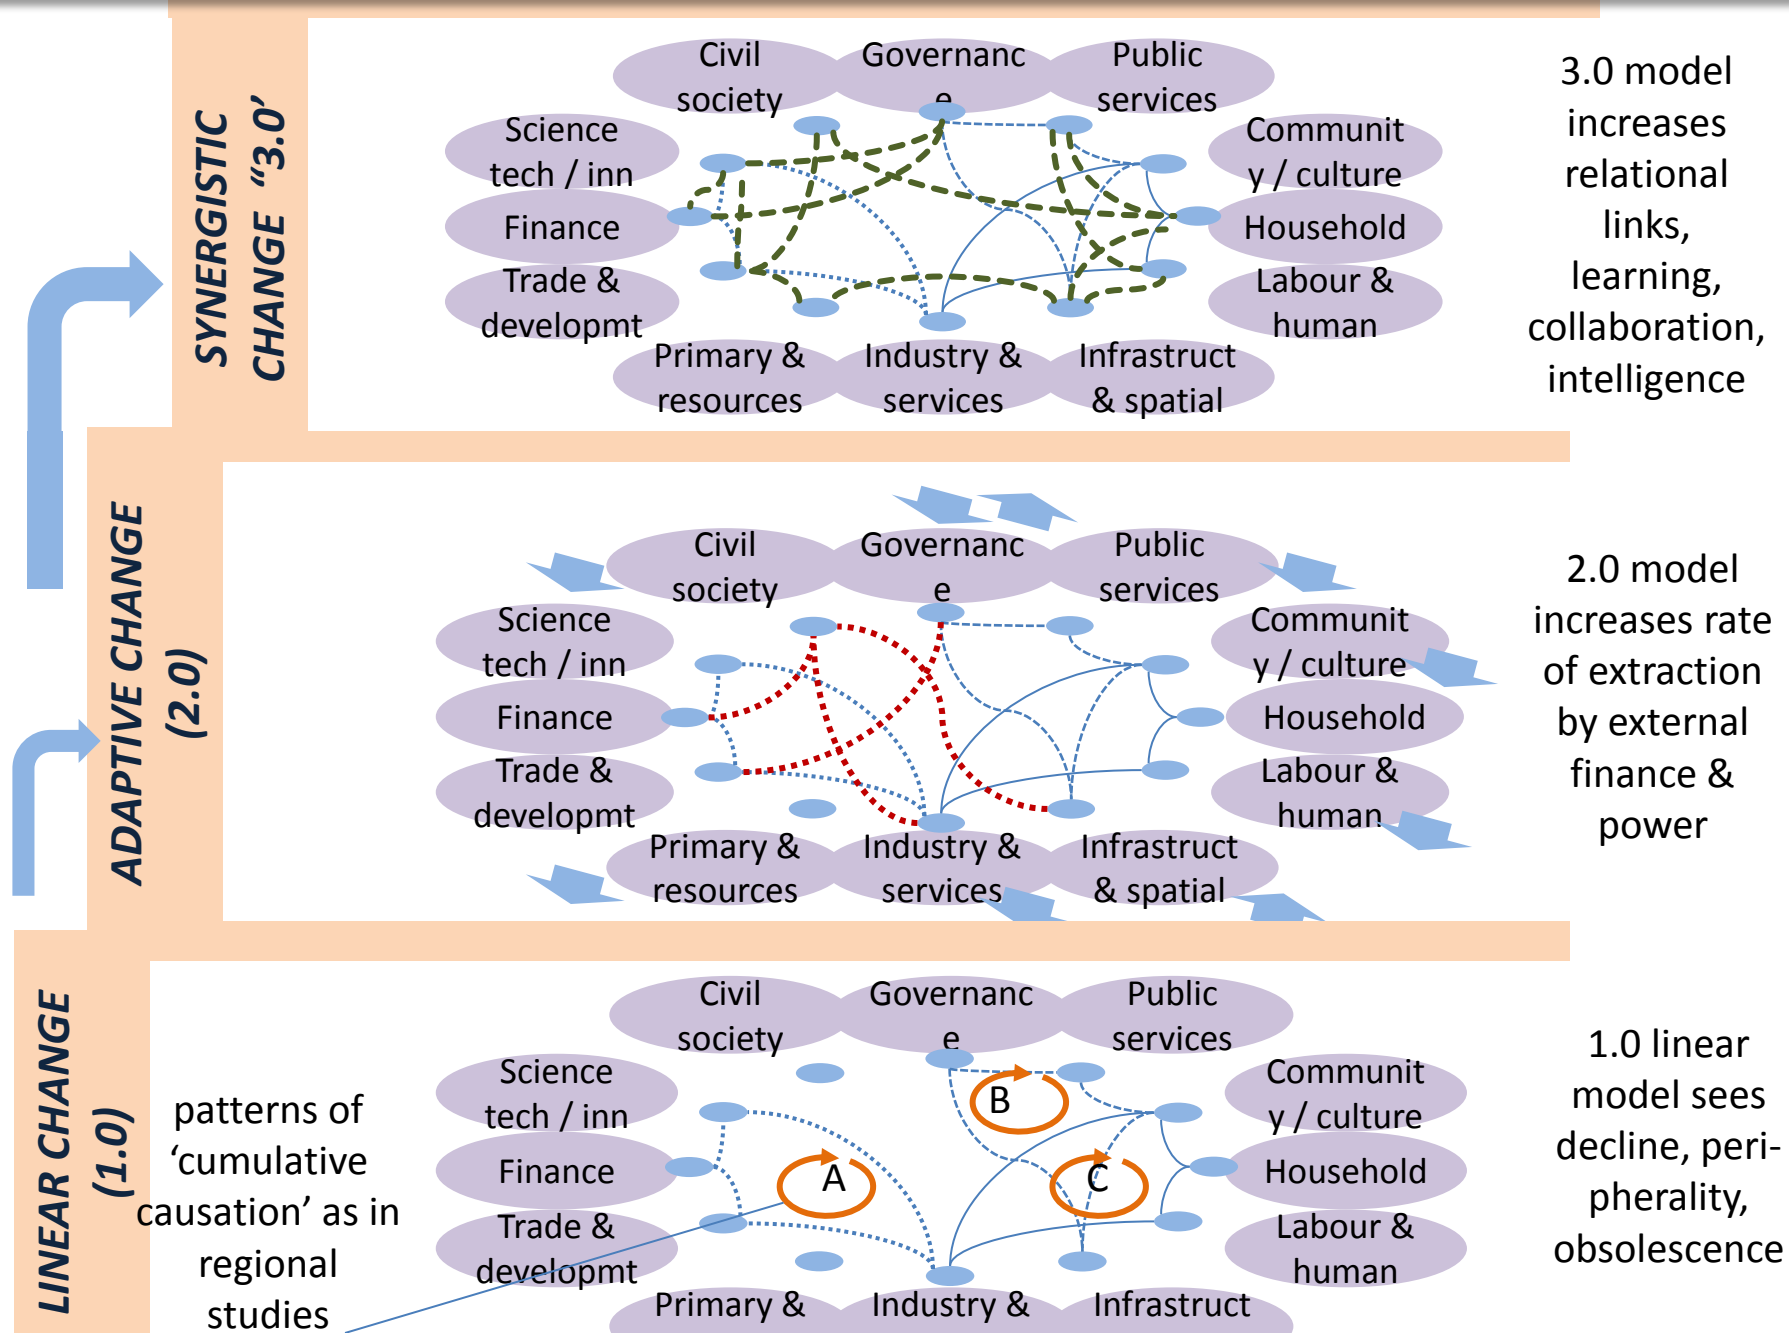 SYNERGISTIC
CHANGE “3.0’
Civil
society
Governanc
e
Public
services
Science
tech / inn
Finance
Trade &
developmt
Communit
y / culture
Household
Labour &
human
Primary &
resources
Industry &
services
Infrastruct
& spatial
3.0 model
increases
relational
links,
learning,
collaboration,
intelligence
ADAPTIVE CHANGE
(2.0)
Civil
society
Governanc
e
Public
services
Science
tech / inn
Finance
Trade &
developmt
Communit
y / culture
Household
Labour &
human
Primary &
resources
Industry &
services
Infrastruct
& spatial
2.0 model
increases rate
of extraction
by external
finance &
power
LINEAR CHANGE
(1.0)
patterns of
‘cumulative
causation’ as in
regional
studies
Civil
society
Governanc
e
Public
services
Science
tech / inn
Finance
Trade &
developmt
A
B
C
Communit
y / culture
Household
Labour &
human
Primary &
Industry &
Infrastruct
1.0 linear
model sees
decline, peri-
pherality,
obsolescence